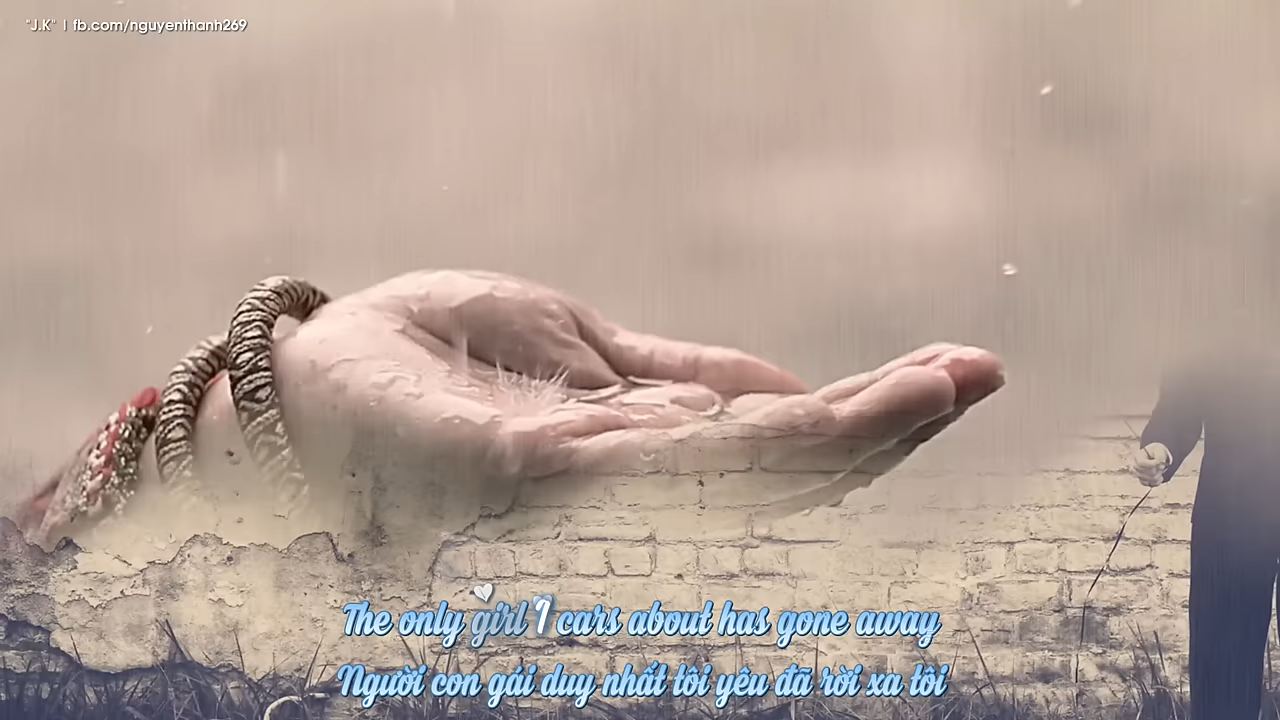 "J.K" | fb.com/nguyenthanh269
The only girl I cars about has gone away
Người con gái duy nhất tôi yêu đã rời xa tôi